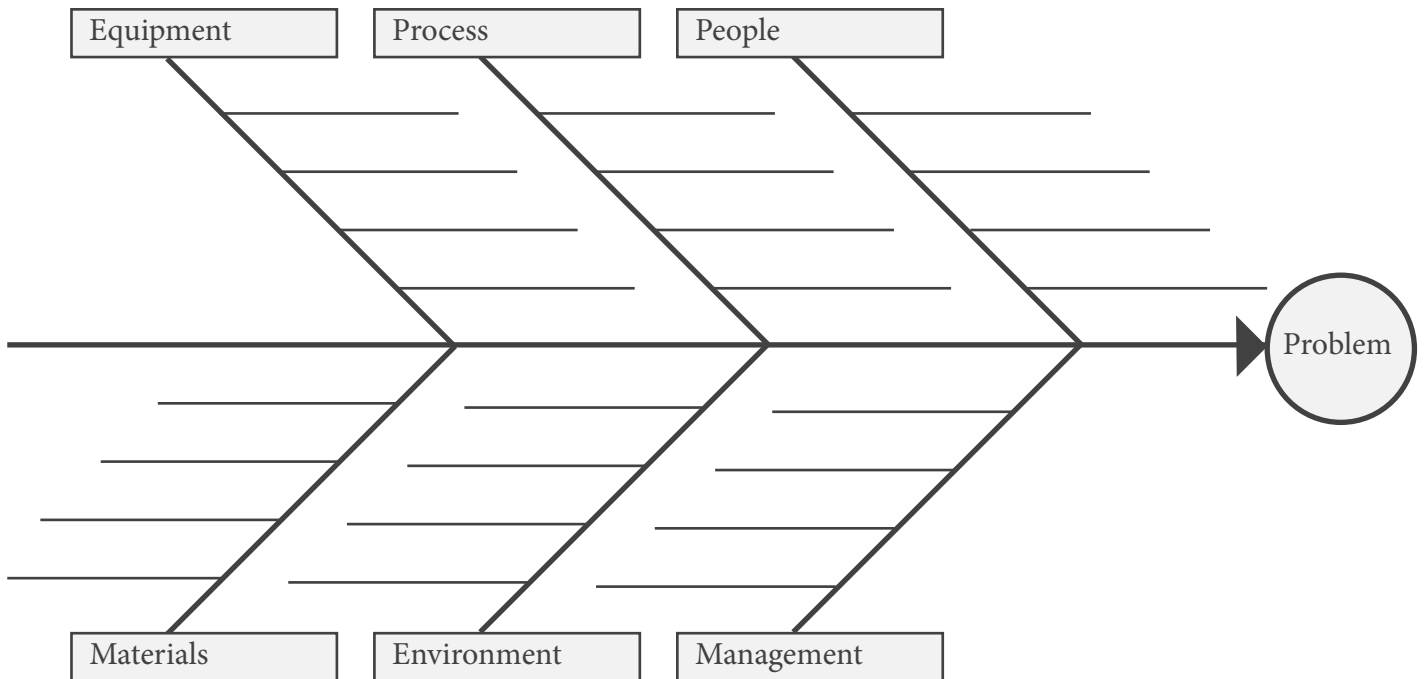 Equipment
Process
People
Problem
Materials
Environment
Management